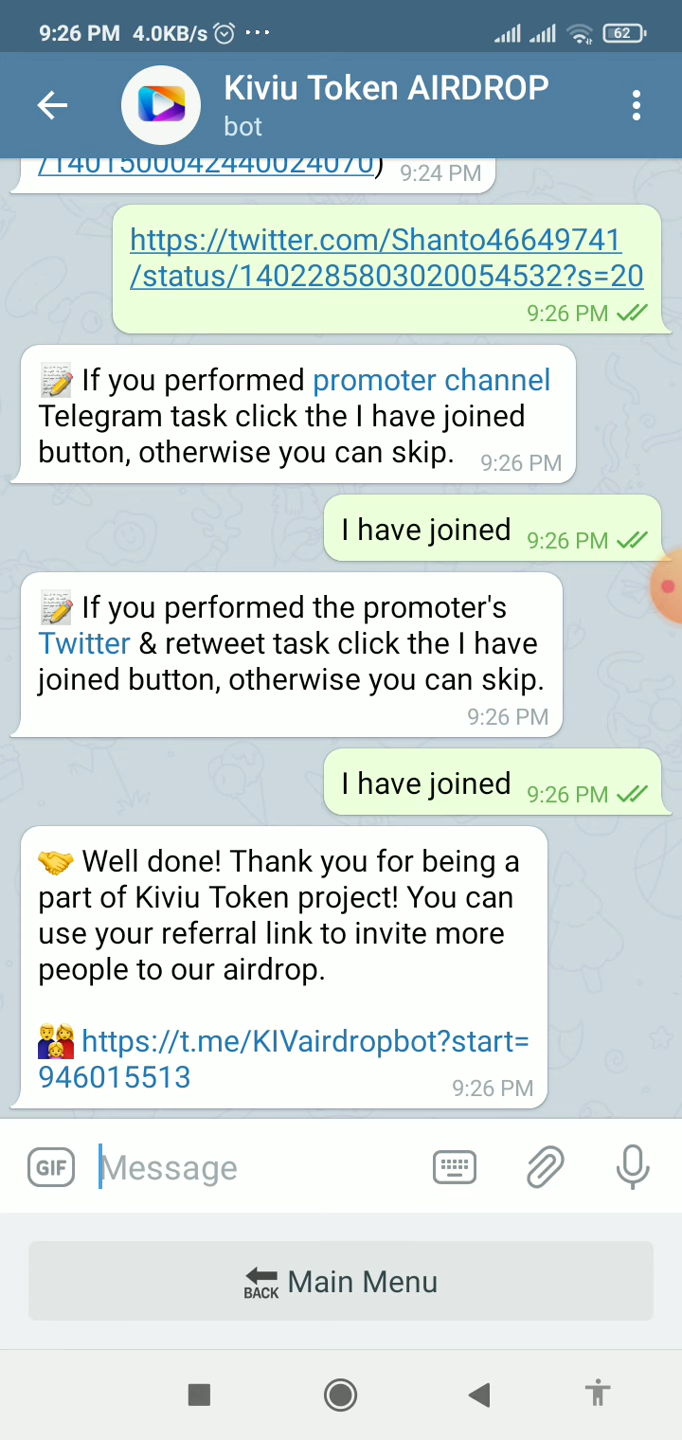 9:26 PM 4.0KB/s ...
62
Kiviu Token AIRDROP
bot
/1401500042440024070)
9:24 PM
https://twitter.com/Shanto46649741
/status/1402285803020054532?s=20
9:26 PM
If you performed promoter channel
Telegram task click the I have joined
button, otherwise you can skip.
9:26 PM
I have joined
9:26 PM
If you performed the promoter's
Twitter & retweet task click the I have
joined button, otherwise you can skip.
9:26 PM
I have joined
9:26 PM
Well done! Thank you for being a
part of Kiviu Token project! You can
use your referral link to invite more
people to our airdrop.
https://t.me/KIVairdropbot?start=
946015513
9:26 PM
GIF
Message
BACK Main Menu